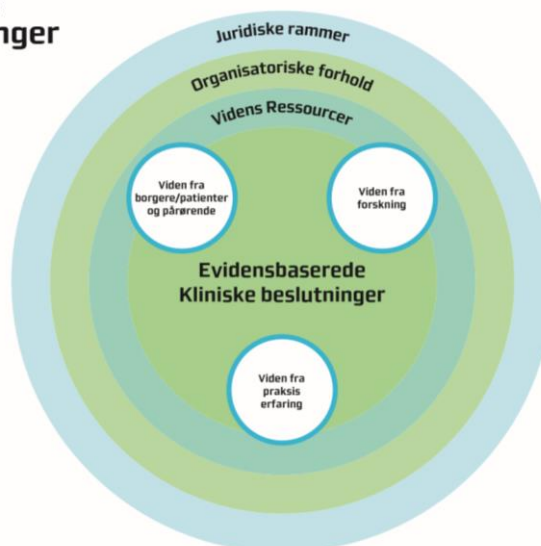 nger
Juridiske rammer
Organisatoriske forhold
Videns Ressourcer
Viden fra
borgere/patienter
og pårørende
Viden fra
forskning
Evidensbaserede
Kliniske beslutninger
Viden fra
praksis
erfaring